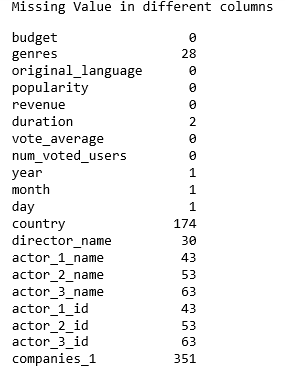 Missing Value in different columns
budget 0
genres 28
original_language 0
popularity 0
revenue 0
duration 2
vote_average 0
num_voted_users 0
year 1
month 1
day 1
country 174
director_name 30
actor_1_name 43
actor_2_name 53
actor_3_name 63
actor_1_id 43
actor_2_id 53
actor_3_id 63
companies_1 351